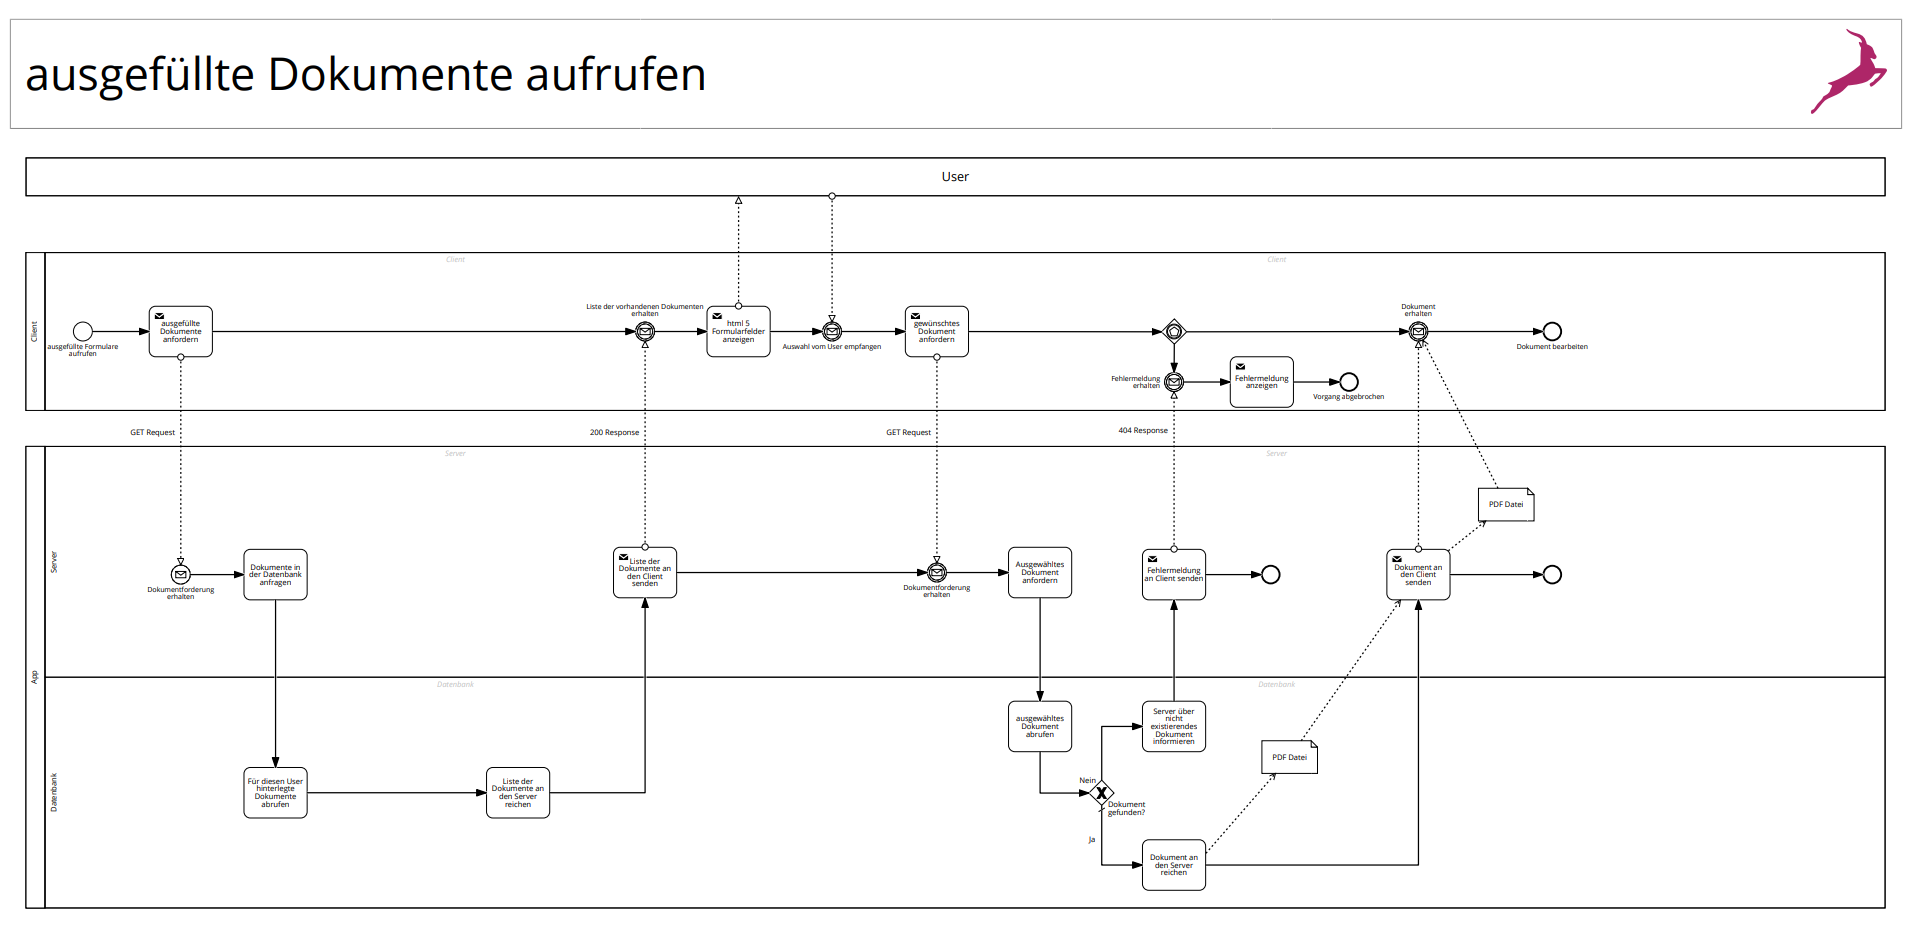 ausgefüllte Dokumente aufrufen
User
Client
Client
Client
ausgefüllte Formulare
aufrufen
ausgefüllte
Dokumente
anfordern
Liste der vorhandenen Dokumenten
erhalten
html 5
Formularfelder
anzeigen
Auswahl vom User empfangen
gewünschtes
Dokument
anfordern
Fehlermeldung
erhalten
Fehlermeldung
anzeigen
Vorgang abgebrochen
Dokument
erhalten
Dokument bearbeiten
GET Request
200 Response
GET Request
404 Response
App
Server
Server
Server
Dokumentforderung
erhalten
Dokumente in
der Datenbank
anfragen
Liste der
Dokumente an
den Client
senden
Dokumentforderung
erhalten
Ausgewähltes
Dokument
anfordern
Fehlermeldung
an Client senden
Dokument an
den Client
senden
PDF Datei
Datenbank
Datenbank
Datenbank
Für diesen User
hinterlegte
Dokumente
abrufen
Liste der
Dokumente an
den Server
reichen
ausgewähltes
Dokument
abrufen
Server über
nicht
existierendes
Dokument
informieren
PDF Datei
Nein
Dokument
gefunden?
Ja
Dokument an
den Server
reichen